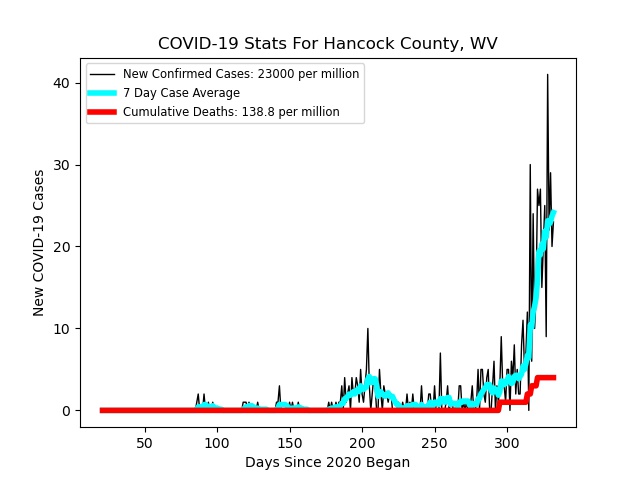 COVID-19 Stats For Hancock County, WV
New Confirmed Cases: 23000 per million
7 Day Case Average
Cumulative Deaths: 138.8 per million
New COVID-19 Cases
40
30
20
10
0
50 100 150 200 250 300
Days Since 2020 Began